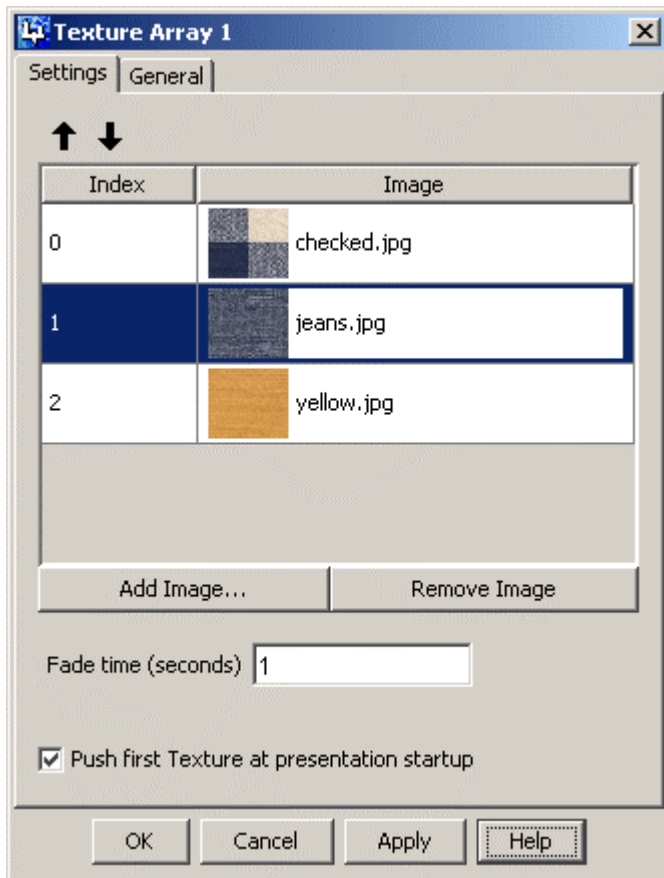 Texture Array 1
Settings General
Index Image
0 checked.jpg
1 jeans.jpg
2 yellow.jpg
Add Image... Remove Image
Fade time (seconds) 1
Push first Texture at presentation startup
OK Cancel Apply Help